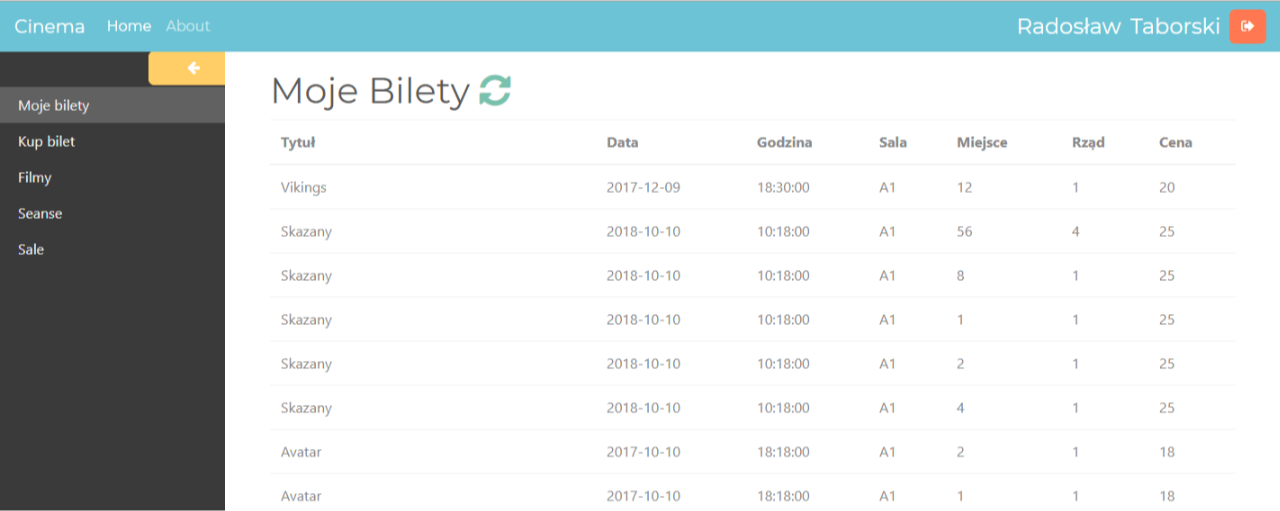 Cinema Home About Radosław Taborski
Moje bilety
Kup bilet
Filmy
Seanse
Sale
Moje Bilety
Tytuł Data Godzina Sala Miejsce Rząd Cena
Vikings 2017-12-09 18:30:00 A1 12 1 20
Skazany 2018-10-10 10:18:00 A1 56 4 25
Skazany 2018-10-10 10:18:00 A1 8 1 25
Skazany 2018-10-10 10:18:00 A1 1 1 25
Skazany 2018-10-10 10:18:00 A1 2 1 25
Skazany 2018-10-10 10:18:00 A1 4 1 25
Avatar 2017-10-10 18:18:00 A1 2 1 18
Avatar 2017-10-10 18:18:00 A1 1 1 18